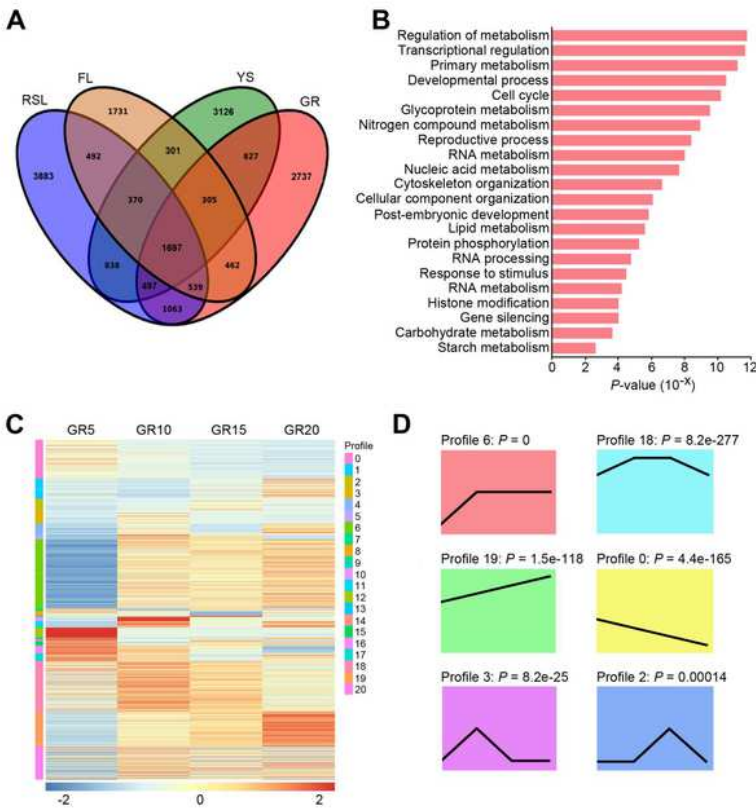 A
FL
YS
RSL
GR
1731
3126
492
301
827
3883
2737
370
305
1697
838
462
497
539
1063
B
Regulation of metabolism
Transcriptional regulation
Primary metabolism
Developmental process
Cell cycle
Glycoprotein metabolism
Nitrogen compound metabolism
Reproductive process
RNA metabolism
Nucleic acid metabolism
Cytoskeleton organization
Cellular component organization
Post-embryonic development
Lipid metabolism
Protein phosphorylation
RNA processing
Response to stimulus
RNA metabolism
Histone modification
Gene silencing
Carbohydrate metabolism
Starch metabolism
0 2 4 6 8 10 12
P-value (10⁻ˣ)
C
GR5 GR10 GR15 GR20
Profile
0
1
2
3
4
5
6
7
8
9
10
11
12
13
14
15
16
17
18
19
20
-2 0 2
D
Profile 6: P = 0
Profile 18: P = 8.2e-277
Profile 19: P = 1.5e-118
Profile 0: P = 4.4e-165
Profile 3: P = 8.2e-25
Profile 2: P = 0.00014